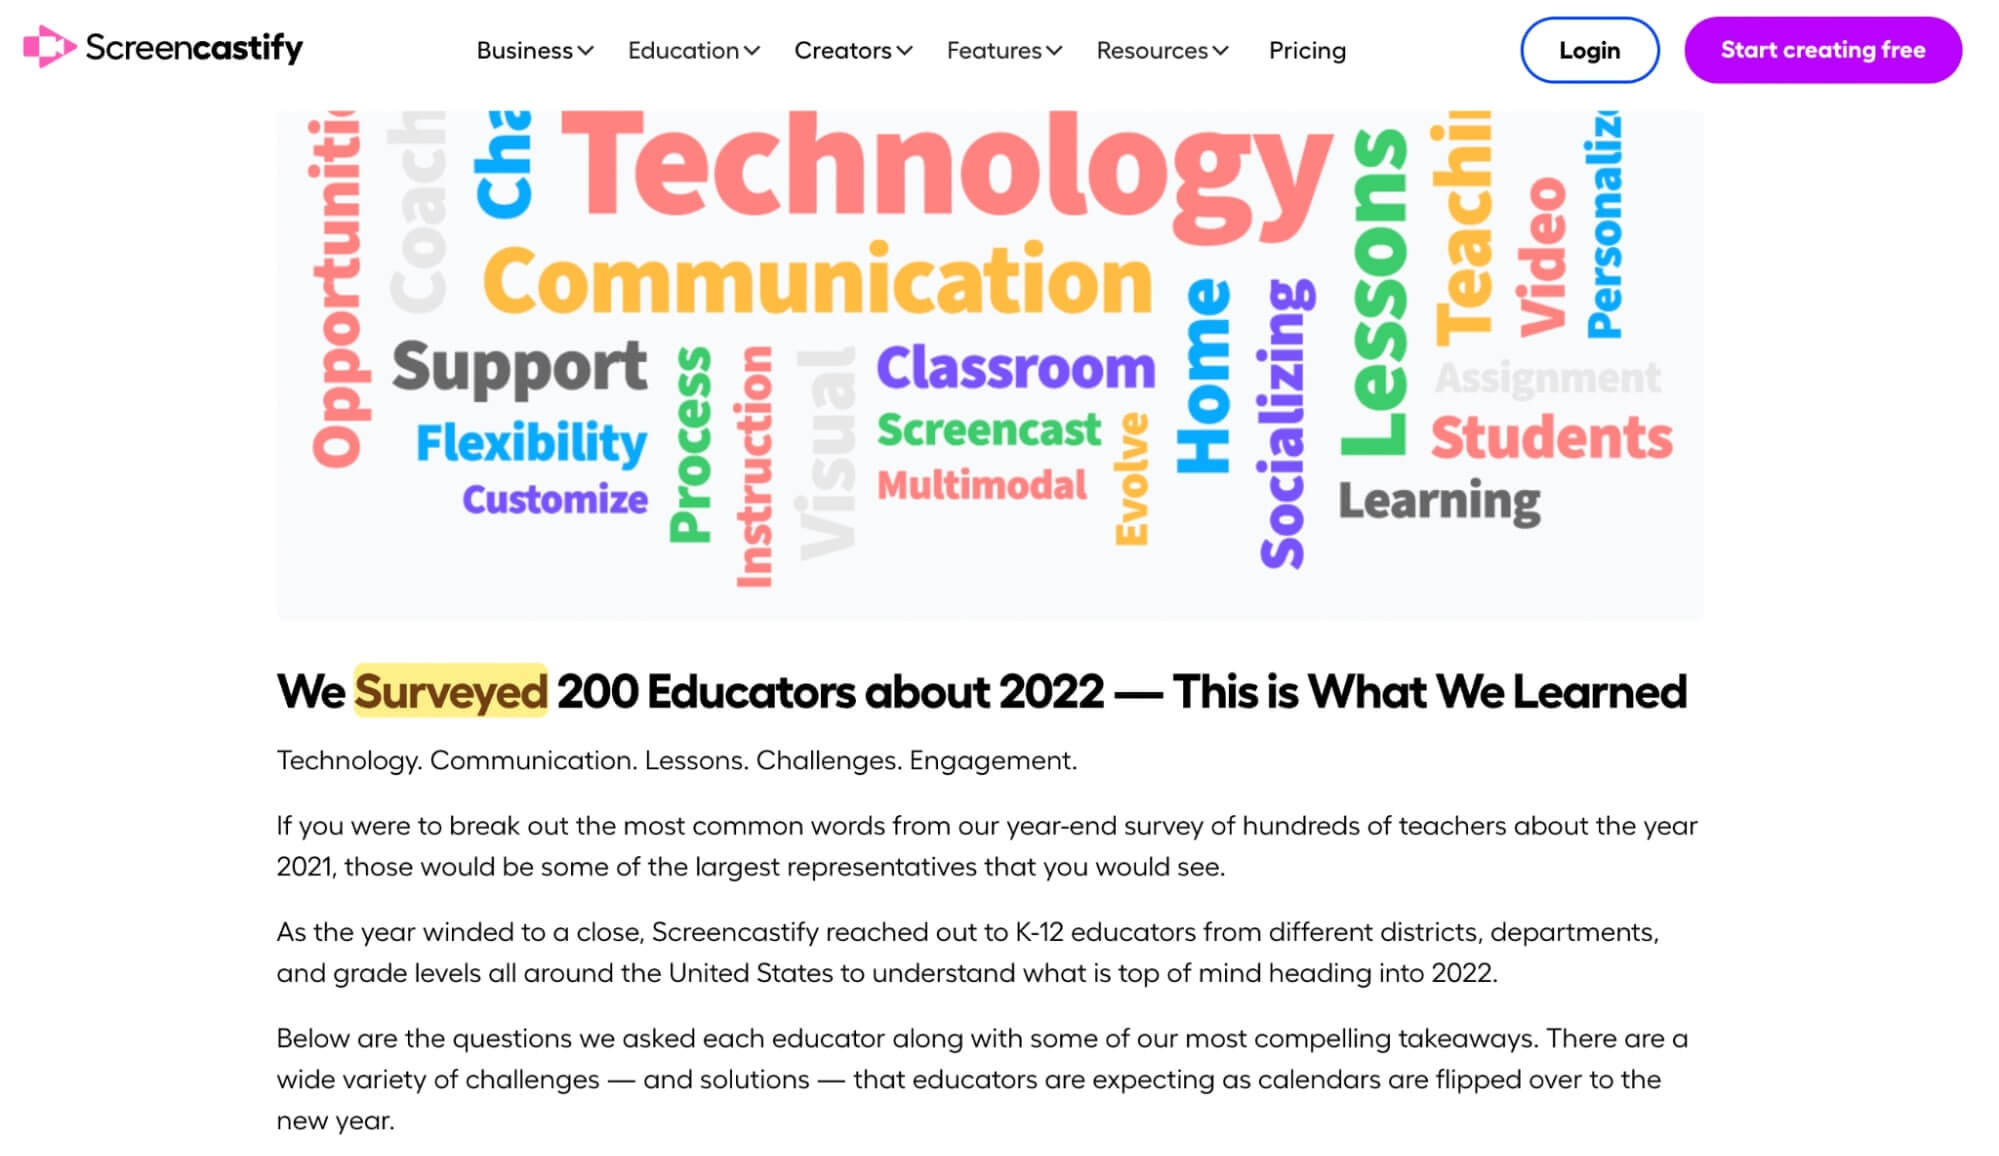 Screencastify
Business Education Creators Features Resources Pricing
Login
Start creating free
Technology
Communication
Support
Classroom
Flexibility
Screencast
Customize
Multimodal
Process
Instruction
Visual
Evolve
Home
Socializing
Lessons
Video
Assignment
Students
Learning
We Surveyed 200 Educators about 2022 — This is What We Learned
Technology. Communication. Lessons. Challenges. Engagement.
If you were to break out the most common words from our year-end survey of hundreds of teachers about the year
2021, those would be some of the largest representatives that you would see.
As the year winded to a close, Screencastify reached out to K-12 educators from different districts, departments,
and grade levels all around the United States to understand what is top of mind heading into 2022.
Below are the questions we asked each educator along with some of our most compelling takeaways. There are a
wide variety of challenges — and solutions — that educators are expecting as calendars are flipped over to the
new year.